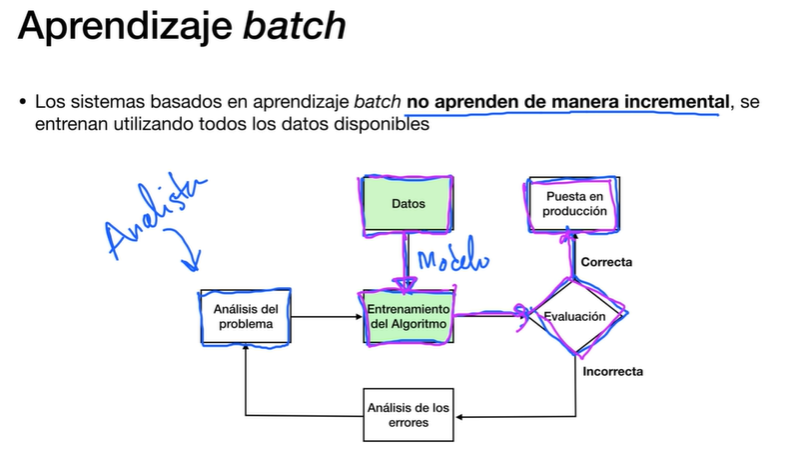 Aprendizaje batch
• Los sistemas basados en aprendizaje batch no aprenden de manera incremental, se
entrenan utilizando todos los datos disponibles
Analista
Datos
Puesta en
producción
Modelo
Correcta
Análisis del
problema
Entrenamiento
del Algoritmo
Evaluación
Incorrecta
Análisis de los
errores